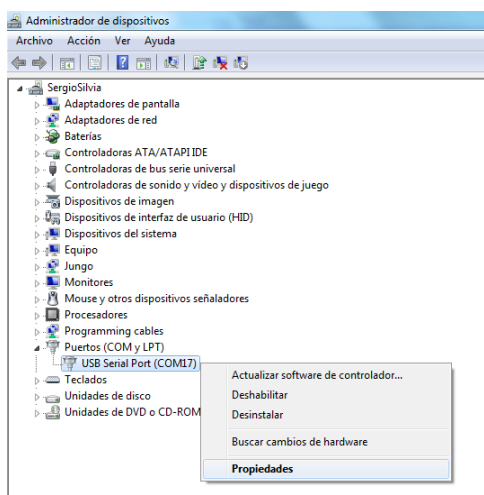 Administrador de dispositivos
Archivo Acción Ver Ayuda
SergioSilvia
Adaptadores de pantalla
Adaptadores de red
Baterías
Controladoras ATA/ATAPI IDE
Controladoras de bus serie universal
Controladoras de sonido y vídeo y dispositivos de juego
Dispositivos de imagen
Dispositivos de interfaz de usuario (HID)
Dispositivos del sistema
Equipo
Jungo
Monitores
Mouse y otros dispositivos señaladores
Procesadores
Programming cables
Puertos (COM y LPT)
USB Serial Port (COM17)
Teclados
Unidades de disco
Unidades de DVD o CD-ROM
Actualizar software de controlador...
Deshabilitar
Desinstalar
Buscar cambios de hardware
Propiedades